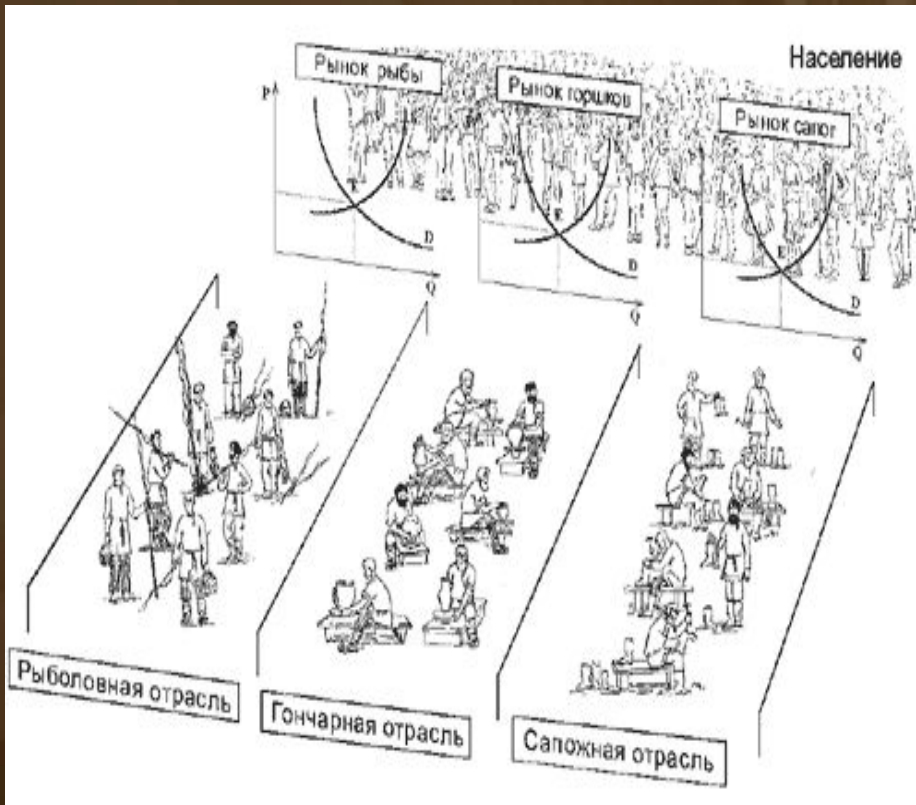 Население
Рынок рыбы
Рынок горшков
Рынок сапог
P
E
D
Q
E
D
Q
E
D
Q
Рыболовная отрасль
Гончарная отрасль
Сапожная отрасль